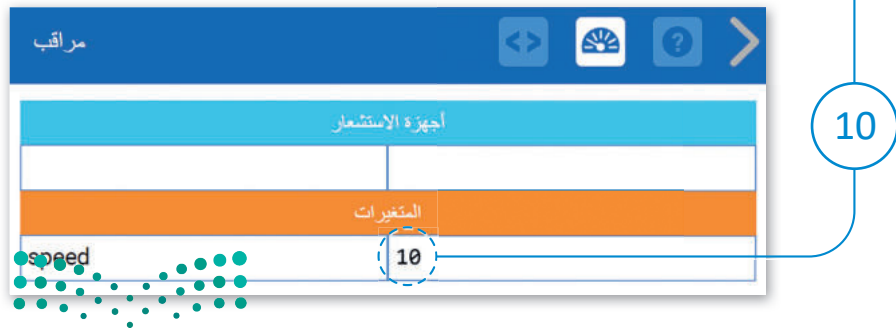 مراقب
<> ?
أجهزة الاستشعار
المتغيرات
speed 10
10